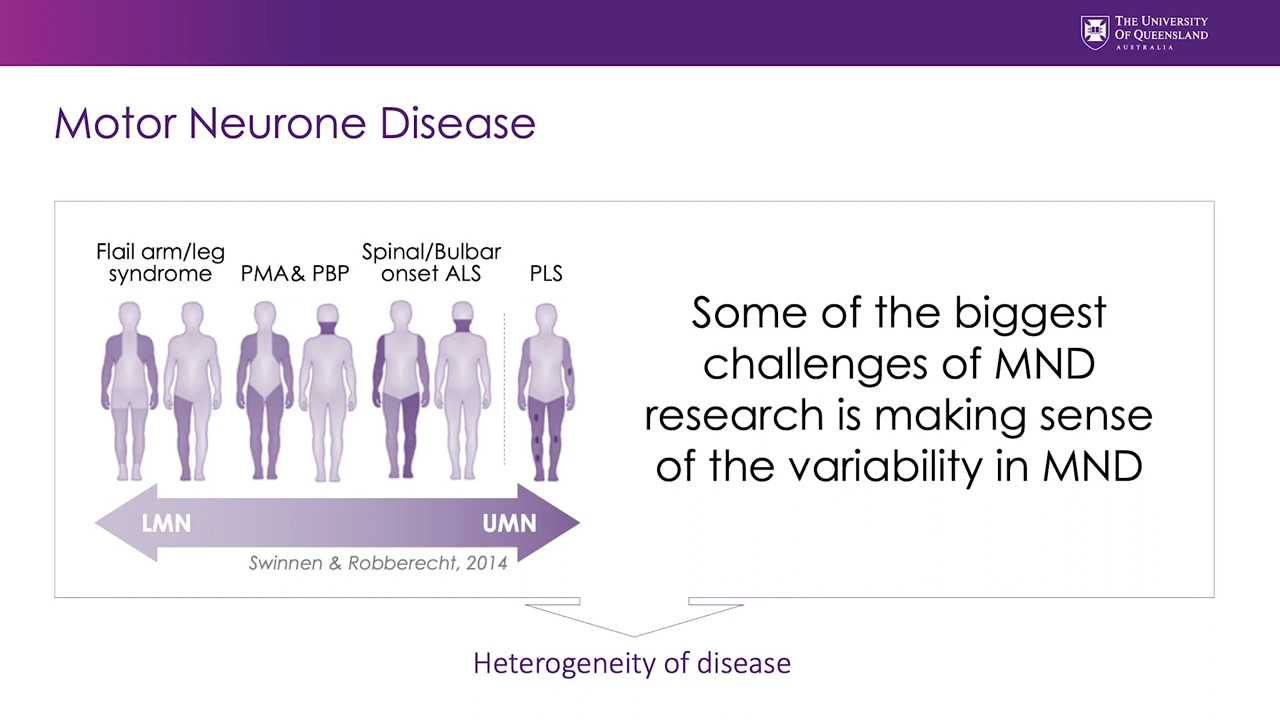 THE UNIVERSITY
OF QUEENSLAND
AUSTRALIA
Motor Neurone Disease
Flail arm/leg
syndrome
PMA& PBP
Spinal/Bulbar
onset ALS
PLS
LMN
UMN
Swinnen & Robberecht, 2014
Some of the biggest
challenges of MND
research is making sense
of the variability in MND
Heterogeneity of disease